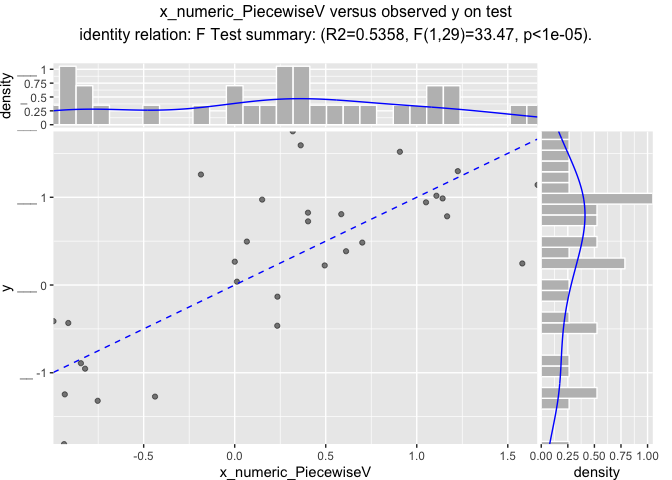 x_numeric_PiecewiseV versus observed y on test
identity relation: F Test summary: (R2=0.5358, F(1,29)=33.47, p<1e-05).
density
1
0.75
0.5
0.25
0
y
1
0
-1
-0.5 0.0 0.5 1.0 1.5
x_numeric_PiecewiseV
0.00 0.25 0.50 0.75 1.00
density